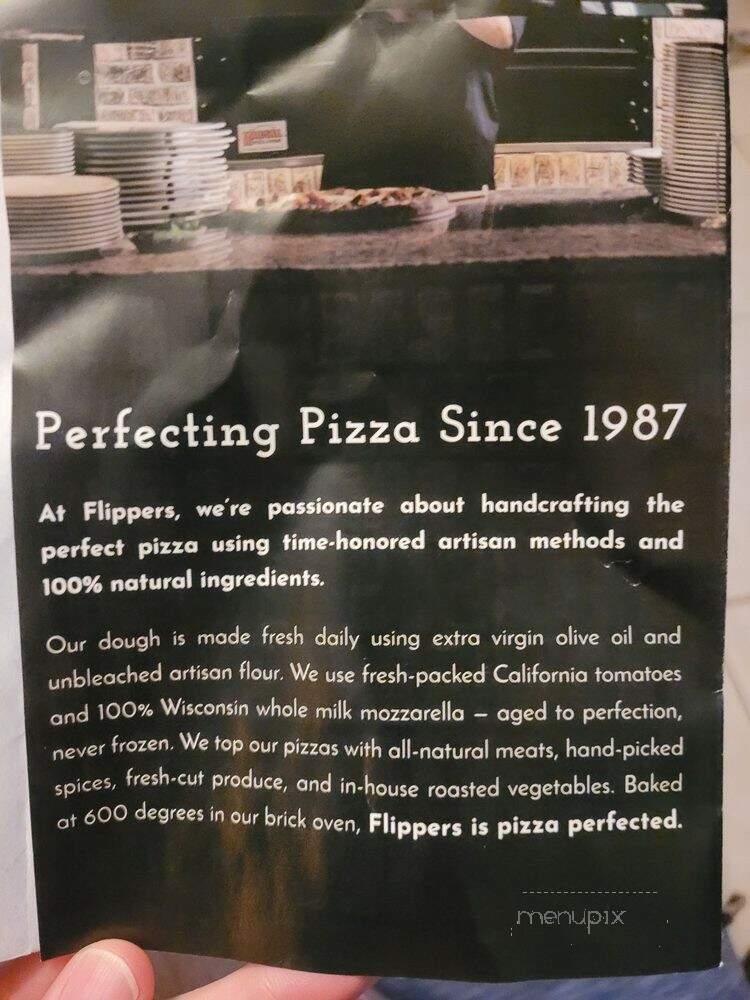 Perfecting Pizza Since 1987
At Flippers, we're passionate about handcrafting the
perfect pizza using time-honored artisan methods and
100% natural ingredients.
Our dough is made fresh daily using extra virgin olive oil and
unbleached artisan flour. We use fresh-packed California tomatoes
and 100% Wisconsin whole milk mozzarella – aged to perfection,
never frozen. We top our pizzas with all-natural meats, hand-picked
spices, fresh-cut produce, and in-house roasted vegetables. Baked
at 600 degrees in our brick oven, Flippers is pizza perfected.
menupix